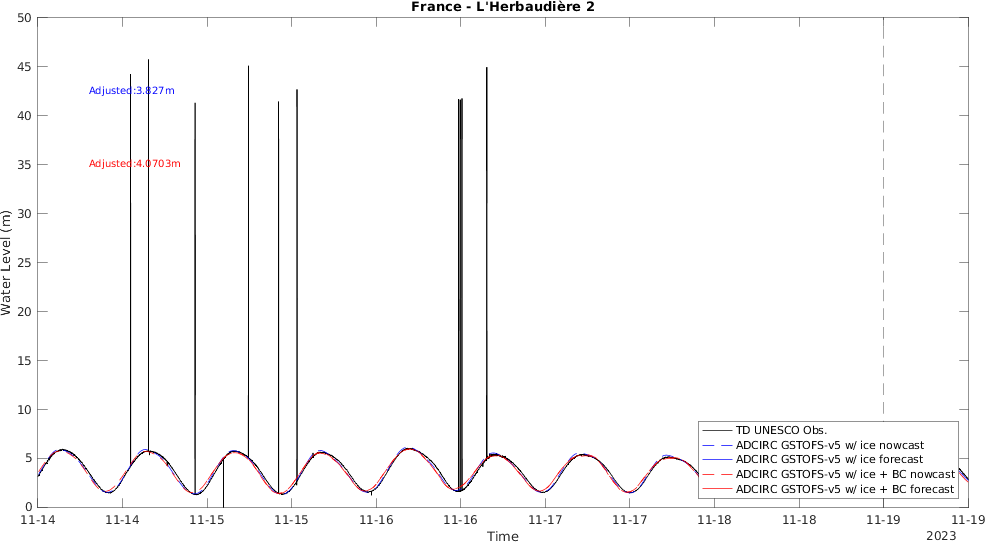 France - L'Herbaudière 2
50
45
40
35
30
25
20
15
10
5
0
Water Level (m)
Adjusted:3.827m
Adjusted:4.0703m
TD UNESCO Obs.
ADCIRC GSTOFS-v5 w/ ice nowcast
ADCIRC GSTOFS-v5 w/ ice forecast
ADCIRC GSTOFS-v5 w/ ice + BC nowcast
ADCIRC GSTOFS-v5 w/ ice + BC forecast
11-14 11-14 11-15 11-15 11-16 11-16 11-17 11-17 11-18 11-18 11-19 11-19
Time
2023